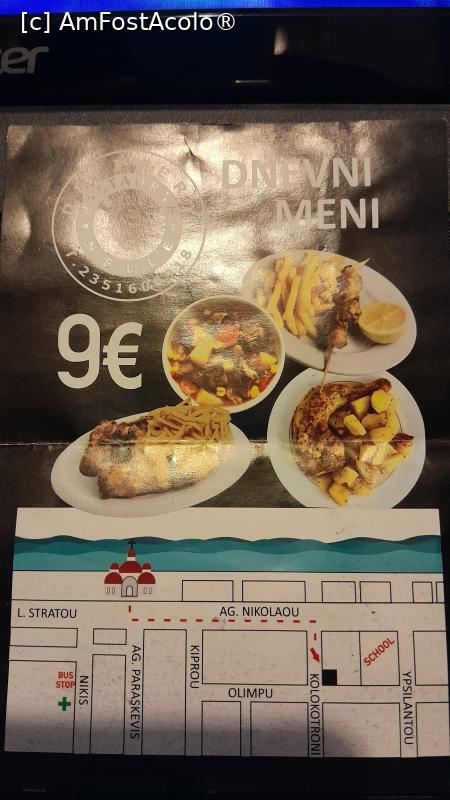 [c] AmFostAcolo®
DNEVNI
MENI
9€
L. STRATOU
AG. NIKOLAOU
BUS
STOP
NIKIS
AG. PARASKEVIS
KIPROU
OLIMPU
KOLOKOTRONI
SCHOOL
YPSILANTOU